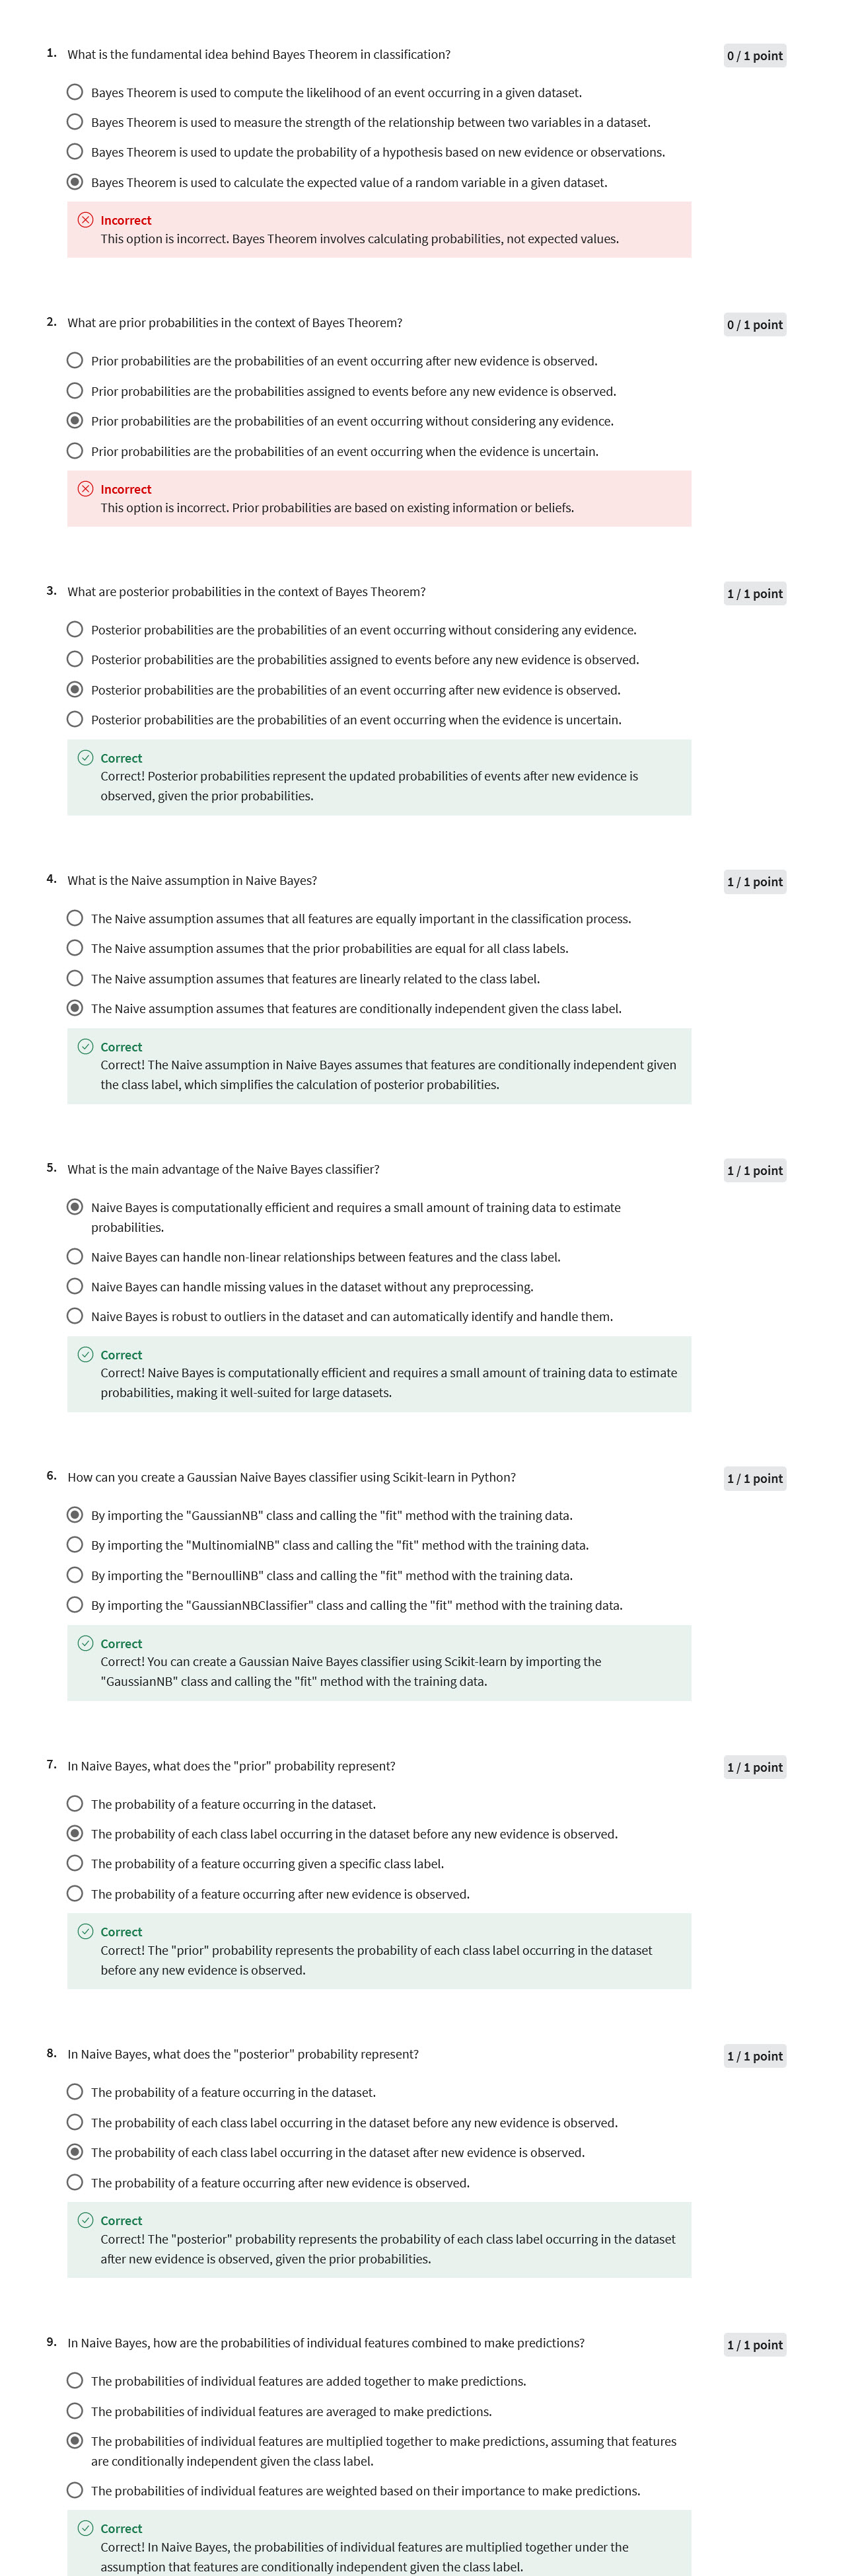 1. What is the fundamental idea behind Bayes Theorem in classification? 0 / 1 point
Bayes Theorem is used to compute the likelihood of an event occurring in a given dataset.
Bayes Theorem is used to measure the strength of the relationship between two variables in a dataset.
Bayes Theorem is used to update the probability of a hypothesis based on new evidence or observations.
Bayes Theorem is used to calculate the expected value of a random variable in a given dataset.
Incorrect
This option is incorrect. Bayes Theorem involves calculating probabilities, not expected values.
2. What are prior probabilities in the context of Bayes Theorem? 0 / 1 point
Prior probabilities are the probabilities of an event occurring after new evidence is observed.
Prior probabilities are the probabilities assigned to events before any new evidence is observed.
Prior probabilities are the probabilities of an event occurring without considering any evidence.
Prior probabilities are the probabilities of an event occurring when the evidence is uncertain.
Incorrect
This option is incorrect. Prior probabilities are based on existing information or beliefs.
3. What are posterior probabilities in the context of Bayes Theorem? 1 / 1 point
Posterior probabilities are the probabilities of an event occurring without considering any evidence.
Posterior probabilities are the probabilities assigned to events before any new evidence is observed.
Posterior probabilities are the probabilities of an event occurring after new evidence is observed.
Posterior probabilities are the probabilities of an event occurring when the evidence is uncertain.
Correct
Correct! Posterior probabilities represent the updated probabilities of events after new evidence is
observed, given the prior probabilities.
4. What is the Naive assumption in Naive Bayes? 1 / 1 point
The Naive assumption assumes that all features are equally important in the classification process.
The Naive assumption assumes that the prior probabilities are equal for all class labels.
The Naive assumption assumes that features are linearly related to the class label.
The Naive assumption assumes that features are conditionally independent given the class label.
Correct
Correct! The Naive assumption in Naive Bayes assumes that features are conditionally independent given
the class label, which simplifies the calculation of posterior probabilities.
5. What is the main advantage of the Naive Bayes classifier? 1 / 1 point
Naive Bayes is computationally efficient and requires a small amount of training data to estimate
probabilities.
Naive Bayes can handle non-linear relationships between features and the class label.
Naive Bayes can handle missing values in the dataset without any preprocessing.
Naive Bayes is robust to outliers in the dataset and can automatically identify and handle them.
Correct
Correct! Naive Bayes is computationally efficient and requires a small amount of training data to estimate
probabilities, making it well-suited for large datasets.
6. How can you create a Gaussian Naive Bayes classifier using Scikit-learn in Python? 1 / 1 point
By importing the "GaussianNB" class and calling the "fit" method with the training data.
By importing the "MultinomialNB" class and calling the "fit" method with the training data.
By importing the "BernoulliNB" class and calling the "fit" method with the training data.
By importing the "GaussianNBClassifier" class and calling the "fit" method with the training data.
Correct
Correct! You can create a Gaussian Naive Bayes classifier using Scikit-learn by importing the
"GaussianNB" class and calling the "fit" method with the training data.
7. In Naive Bayes, what does the "prior" probability represent? 1 / 1 point
The probability of a feature occurring in the dataset.
The probability of each class label occurring in the dataset before any new evidence is observed.
The probability of a feature occurring given a specific class label.
The probability of a feature occurring after new evidence is observed.
Correct
Correct! The "prior" probability represents the probability of each class label occurring in the dataset
before any new evidence is observed.
8. In Naive Bayes, what does the "posterior" probability represent? 1 / 1 point
The probability of a feature occurring in the dataset.
The probability of each class label occurring in the dataset before any new evidence is observed.
The probability of each class label occurring in the dataset after new evidence is observed.
The probability of a feature occurring after new evidence is observed.
Correct
Correct! The "posterior" probability represents the probability of each class label occurring in the dataset
after new evidence is observed, given the prior probabilities.
9. In Naive Bayes, how are the probabilities of individual features combined to make predictions? 1 / 1 point
The probabilities of individual features are added together to make predictions.
The probabilities of individual features are averaged to make predictions.
The probabilities of individual features are multiplied together to make predictions, assuming that features
are conditionally independent given the class label.
The probabilities of individual features are weighted based on their importance to make predictions.
Correct
Correct! In Naive Bayes, the probabilities of individual features are multiplied together under the
assumption that features are conditionally independent given the class label.